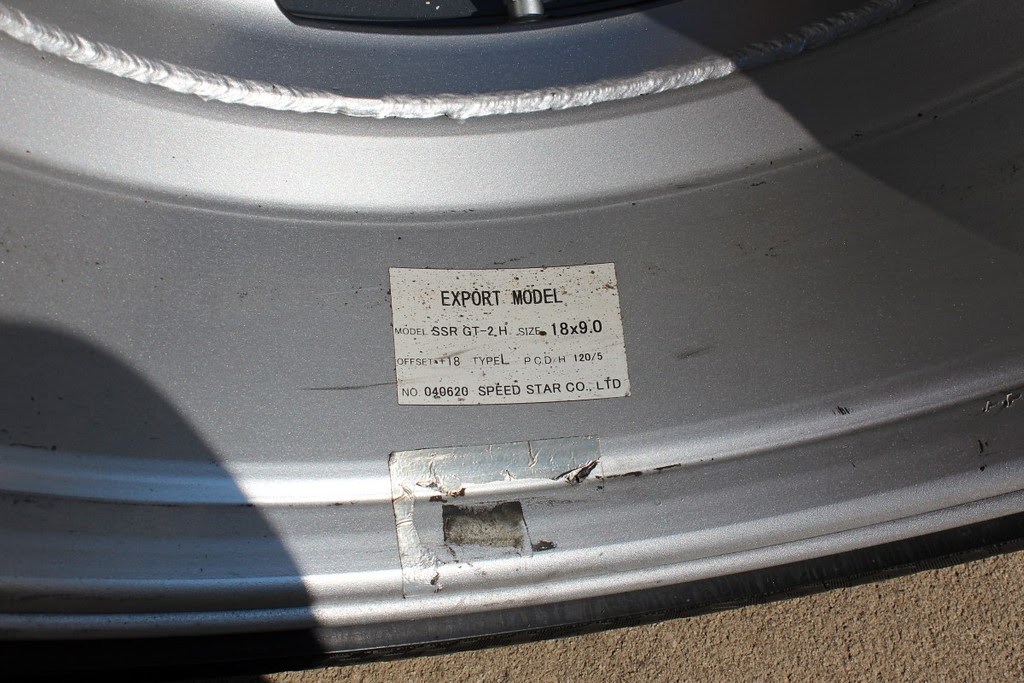 EXPORT MODEL
MODEL SSR GT-2 H SIZE 18x9.0
OFFSET +18 TYPE L P.C.D/H 120/5
NO 040620 SPEED STAR CO., LTD